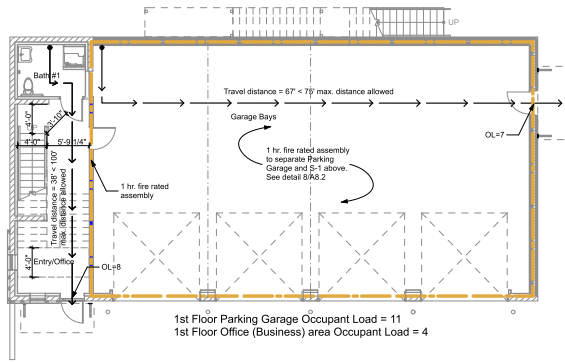 UP
Bath #1
Travel distance = 67' < 75' max. distance allowed
Garage Bays
OL=7
4'-0"
3'-10"
UP
4'-0"
5'-9 1/4"
1 hr. fire rated assembly
to separate Parking
Garage and S-1 above.
See detail 8/A8.2
1 hr. fire rated
assembly
Travel distance = 38' < 100'
max. distance allowed
4'-0"
Entry/Office
OL=8
1st Floor Parking Garage Occupant Load = 11
1st Floor Office (Business) area Occupant Load = 4